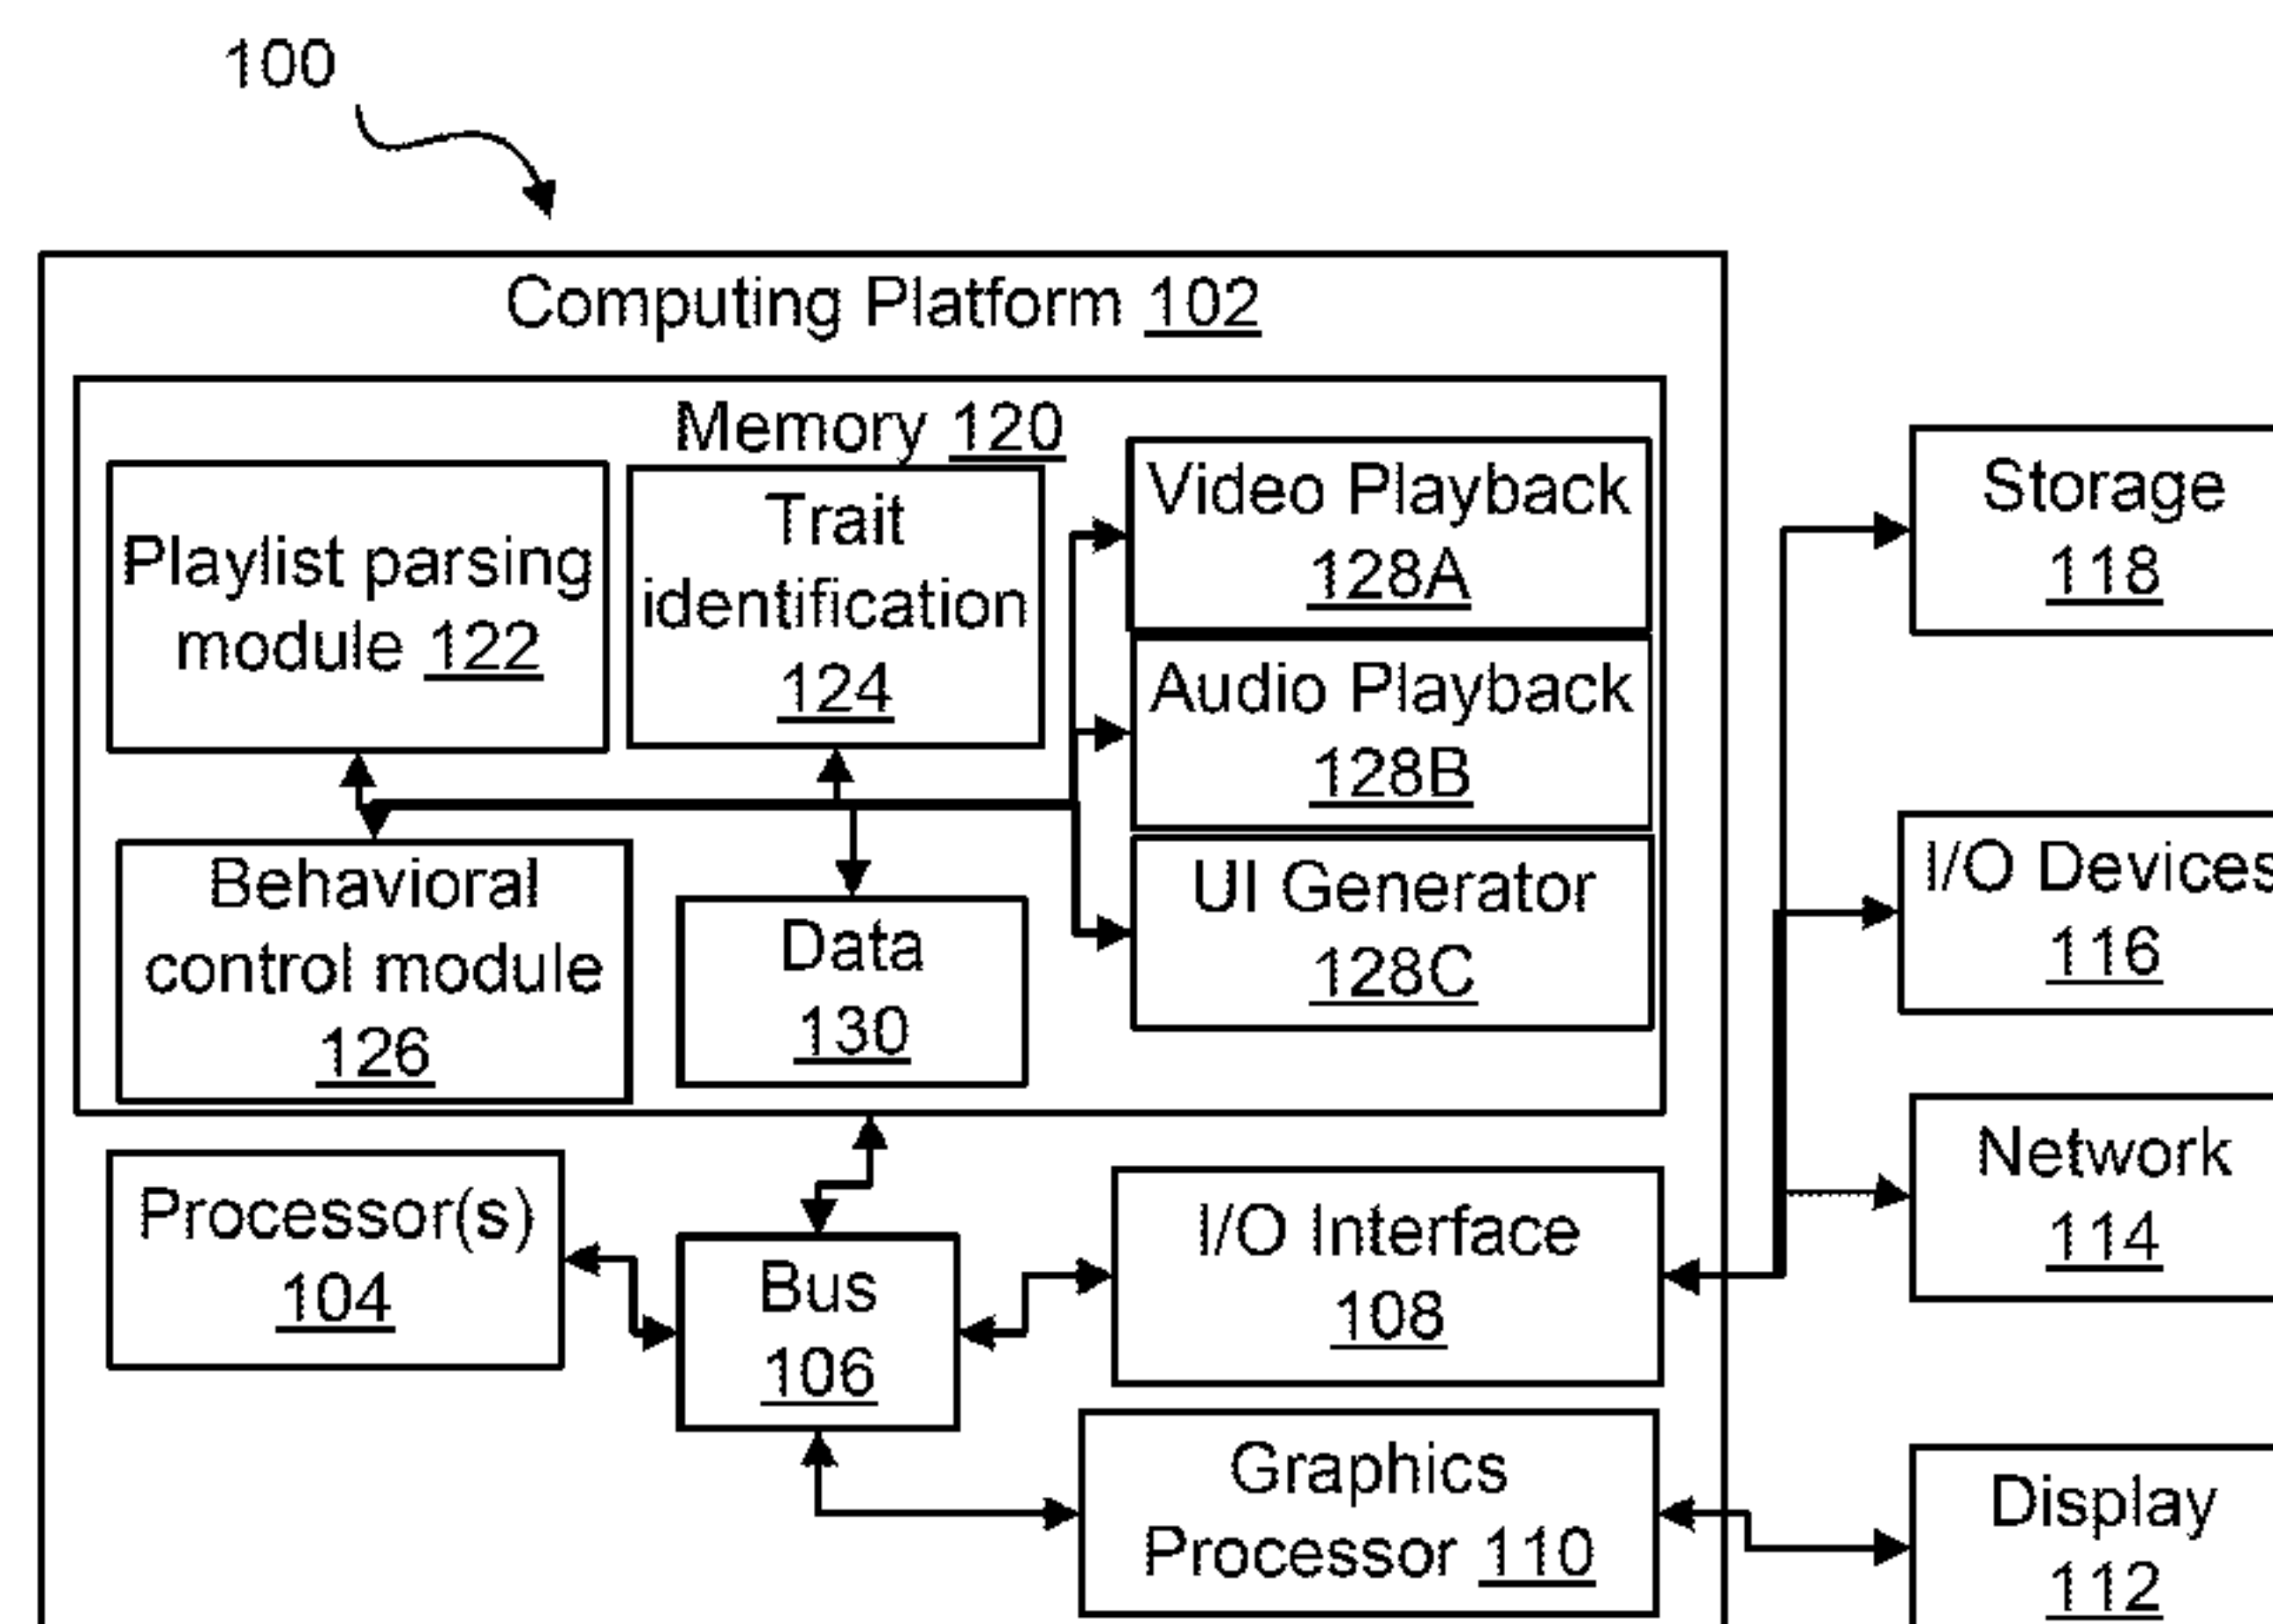 100
Computing Platform 102
Memory 120
Playlist parsing
module 122
Trait
identification
124
Video Playback
128A
Audio Playback
128B
UI Generator
128C
Behavioral
control module
126
Data
130
Storage
118
I/O Devices
116
Network
114
Processor(s)
104
Bus
106
I/O Interface
108
Graphics
Processor 110
Display
112